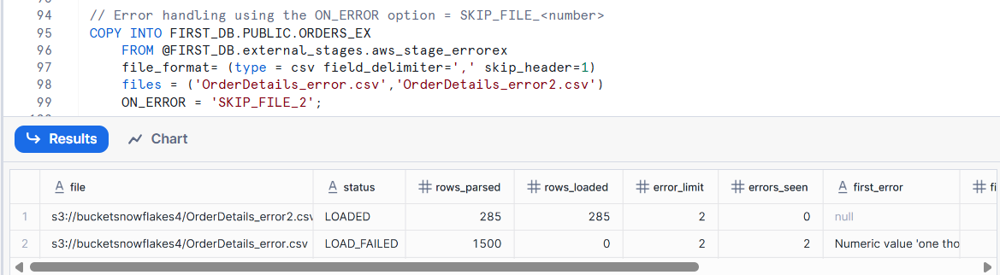 94 // Error handling using the ON_ERROR option = SKIP_FILE_<number>
95 COPY INTO FIRST_DB.PUBLIC.ORDERS_EX
96 FROM @FIRST_DB.external_stages.aws_stage_errorex
97 file_format= (type = csv field_delimiter=',' skip_header=1)
98 files = ('OrderDetails_error.csv','OrderDetails_error2.csv')
99 ON_ERROR = 'SKIP_FILE_2';
Results Chart
file status rows_parsed rows_loaded error_limit errors_seen first_error fi
1 s3://bucketsnowflakes4/OrderDetails_error2.csv LOADED 285 285 2 0 null
2 s3://bucketsnowflakes4/OrderDetails_error.csv LOAD_FAILED 1500 0 2 2 Numeric value 'one tho